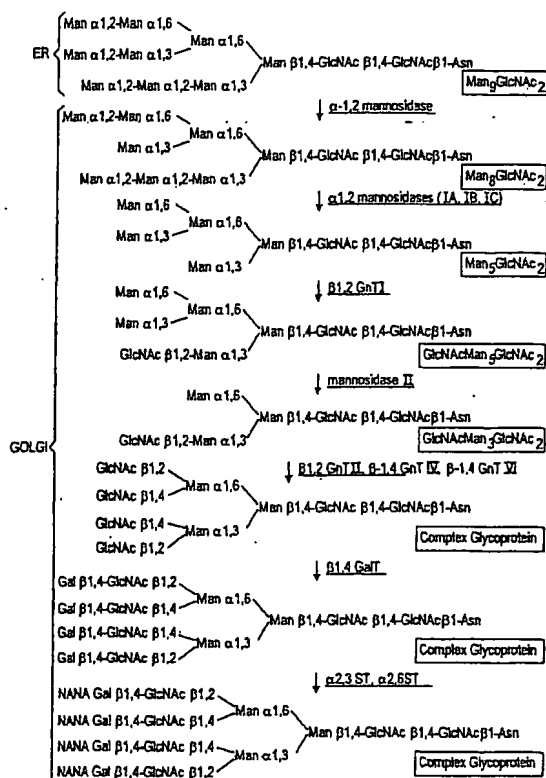 Man α1,2-Man α1,6
Man α1,6
ER
Man α1,2-Man α1,3
Man β1,4-GlcNAc β1,4-GlcNAcβ1-Asn
Man α1,2-Man α1,2-Man α1,3
Man9GlcNAc2
↓ α-1,2 mannosidase
Man α1,2-Man α1,6
Man α1,6
Man α1,3
Man β1,4-GlcNAc β1,4-GlcNAcβ1-Asn
Man α1,2-Man α1,2-Man α1,3
Man8GlcNAc2
↓ α1,2 mannosidases (IA, IB, IC)
Man α1,6
Man α1,6
Man α1,3
Man β1,4-GlcNAc β1,4-GlcNAcβ1-Asn
Man α1,3
Man5GlcNAc2
↓ β1,2 GnTI
Man α1,6
Man α1,6
Man α1,3
Man β1,4-GlcNAc β1,4-GlcNAcβ1-Asn
GlcNAc β1,2-Man α1,3
GlcNAcMan5GlcNAc2
↓ mannosidase II
Man α1,6
Man β1,4-GlcNAc β1,4-GlcNAcβ1-Asn
GlcNAc β1,2-Man α1,3
GlcNAcMan3GlcNAc2
GOLGI
↓ β1,2 GnTII, β-1,4 GnT IV, β-1,4 GnT VI
GlcNAc β1,2
Man α1,6
GlcNAc β1,4
Man β1,4-GlcNAc β1,4-GlcNAcβ1-Asn
GlcNAc β1,4
Man α1,3
GlcNAc β1,2
Complex Glycoprotein
↓ β1,4 GalT
Gal β1,4-GlcNAc β1,2
Man α1,6
Gal β1,4-GlcNAc β1,4
Man β1,4-GlcNAc β1,4-GlcNAcβ1-Asn
Gal β1,4-GlcNAc β1,4
Man α1,3
Gal β1,4-GlcNAc β1,2
Complex Glycoprotein
↓ α2,3 ST, α2,6ST
NANA Gal β1,4-GlcNAc β1,2
Man α1,6
NANA Gal β1,4-GlcNAc β1,4
Man β1,4-GlcNAc β1,4-GlcNAcβ1-Asn
NANA Gal β1,4-GlcNAc β1,4
Man α1,3
NANA Gal β1,4-GlcNAc β1,2
Complex Glycoprotein